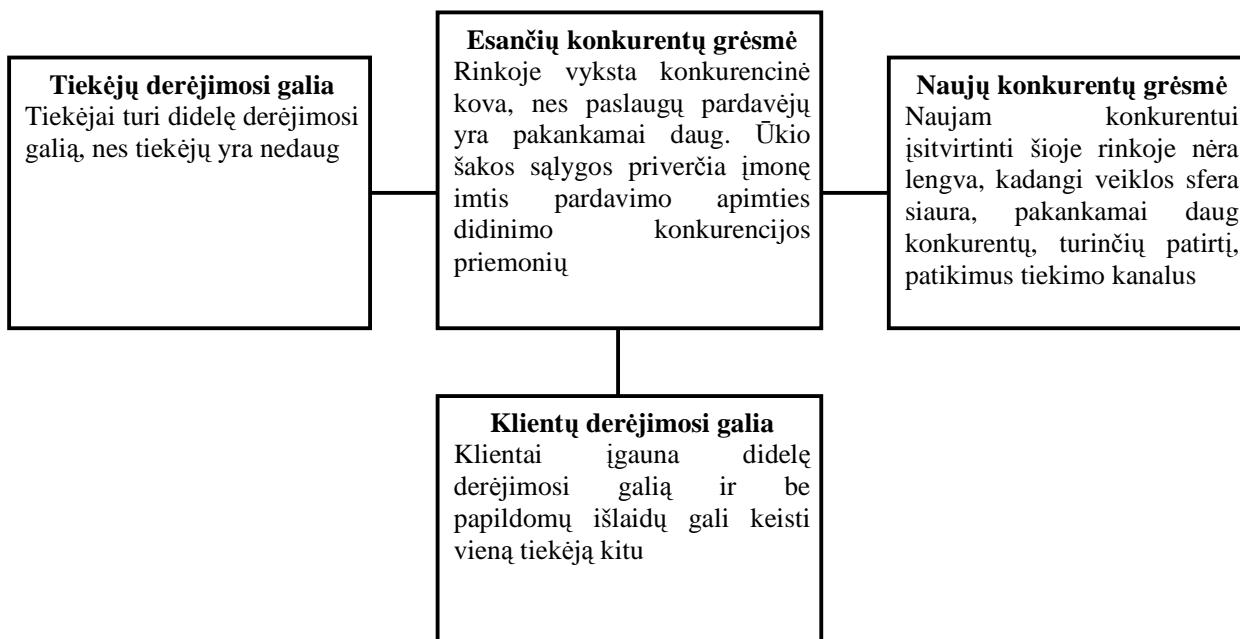 Tiekėjų derėjimosi galia
Tiekėjai turi didelę derėjimosi
galią, nes tiekėjų yra nedaug
Esančių konkurentų grėsmė
Rinkoje vyksta konkurencinė
kova, nes paslaugų pardavėjų
yra pakankamai daug. Ūkio
šakos sąlygos priverčia įmonę
imtis pardavimo apimties
didinimo konkurencijos
priemonių
Naujų konkurentų grėsmė
Naujam konkurentui
įsitvirtinti šioje rinkoje nėra
lengva, kadangi veiklos sfera
siaura, pakankamai daug
konkurentų, turinčių patirtį,
patikimus tiekimo kanalus
Klientų derėjimosi galia
Klientai įgauna didelę
derėjimosi galią ir be
papildomų išlaidų gali keisti
vieną tiekėją kitu